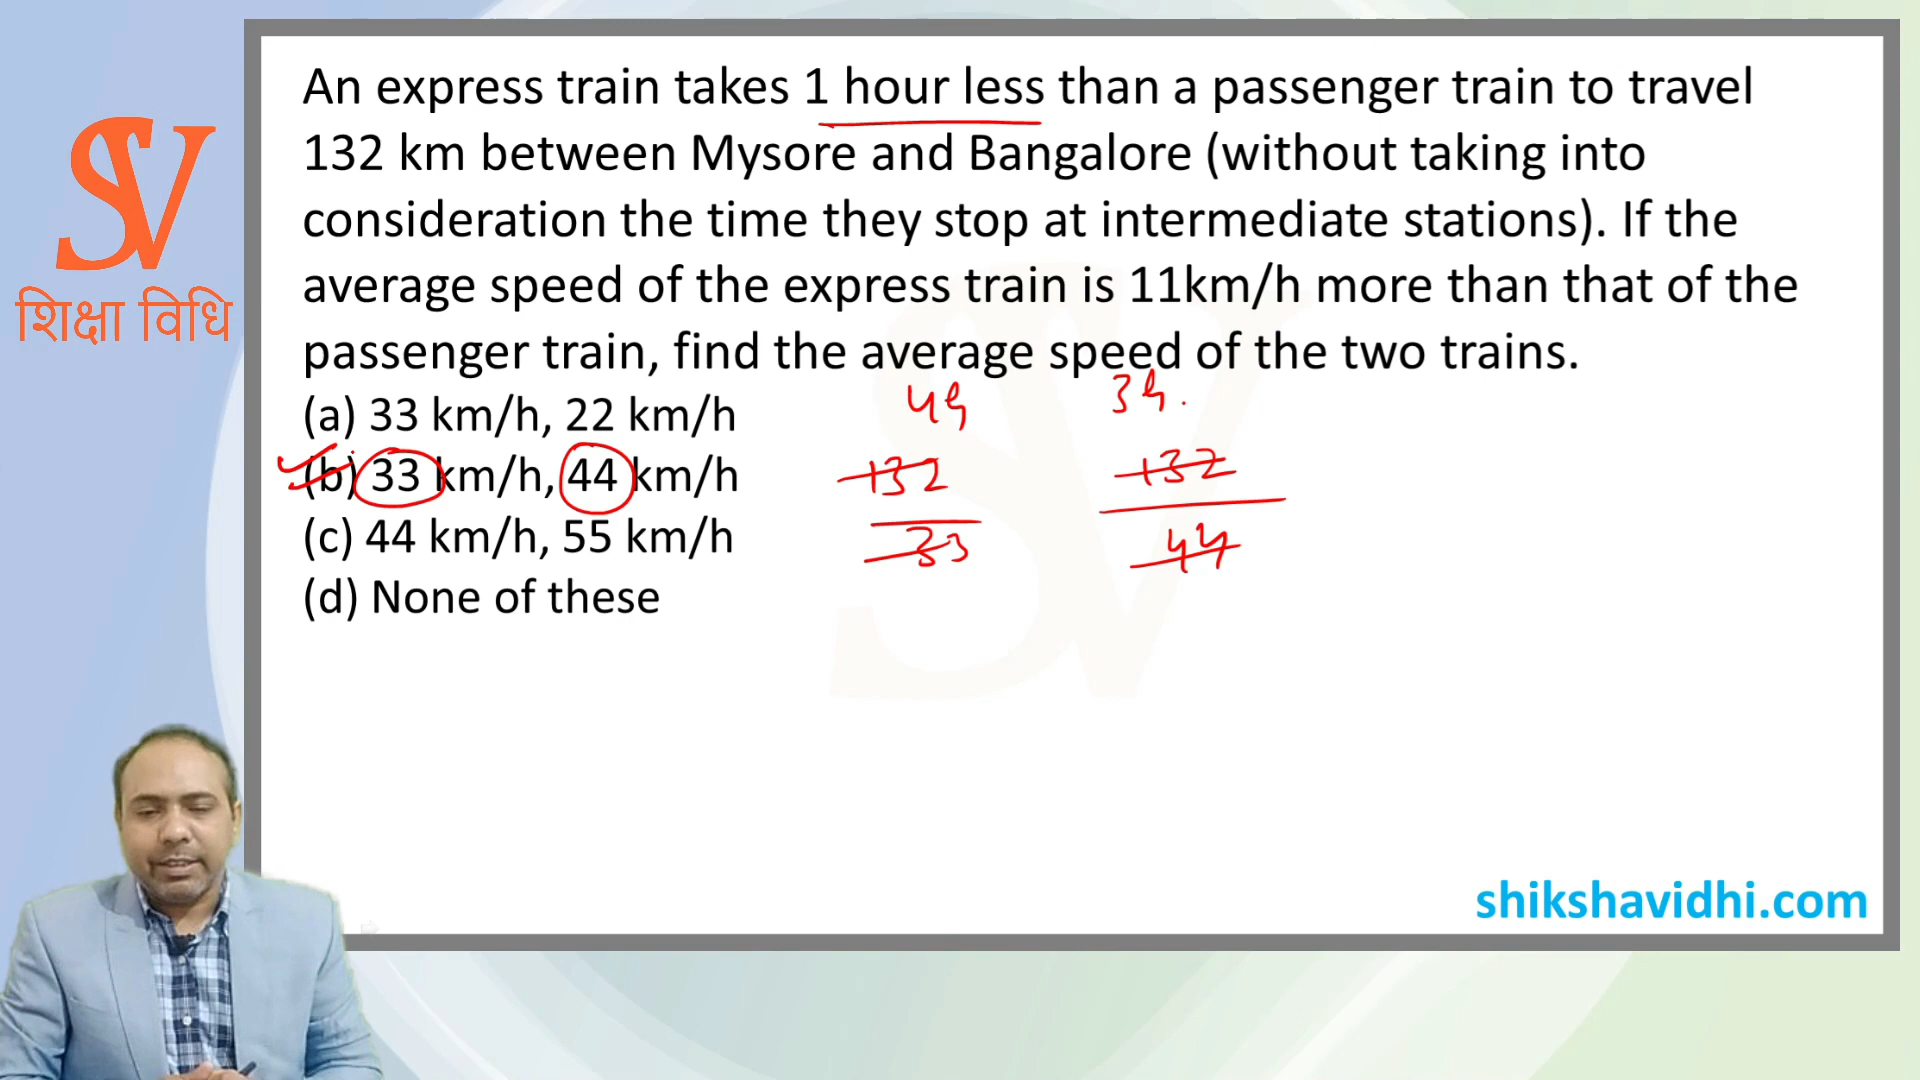 An express train takes 1 hour less than a passenger train to travel
132 km between Mysore and Bangalore (without taking into
consideration the time they stop at intermediate stations). If the
average speed of the express train is 11km/h more than that of the
passenger train, find the average speed of the two trains.
(a) 33 km/h, 22 km/h
(b) 33 km/h, 44 km/h
(c) 44 km/h, 55 km/h
(d) None of these
4h 3h.
132 132
33 44
SV
शिक्षा विधि
SV
shikshavidhi.com